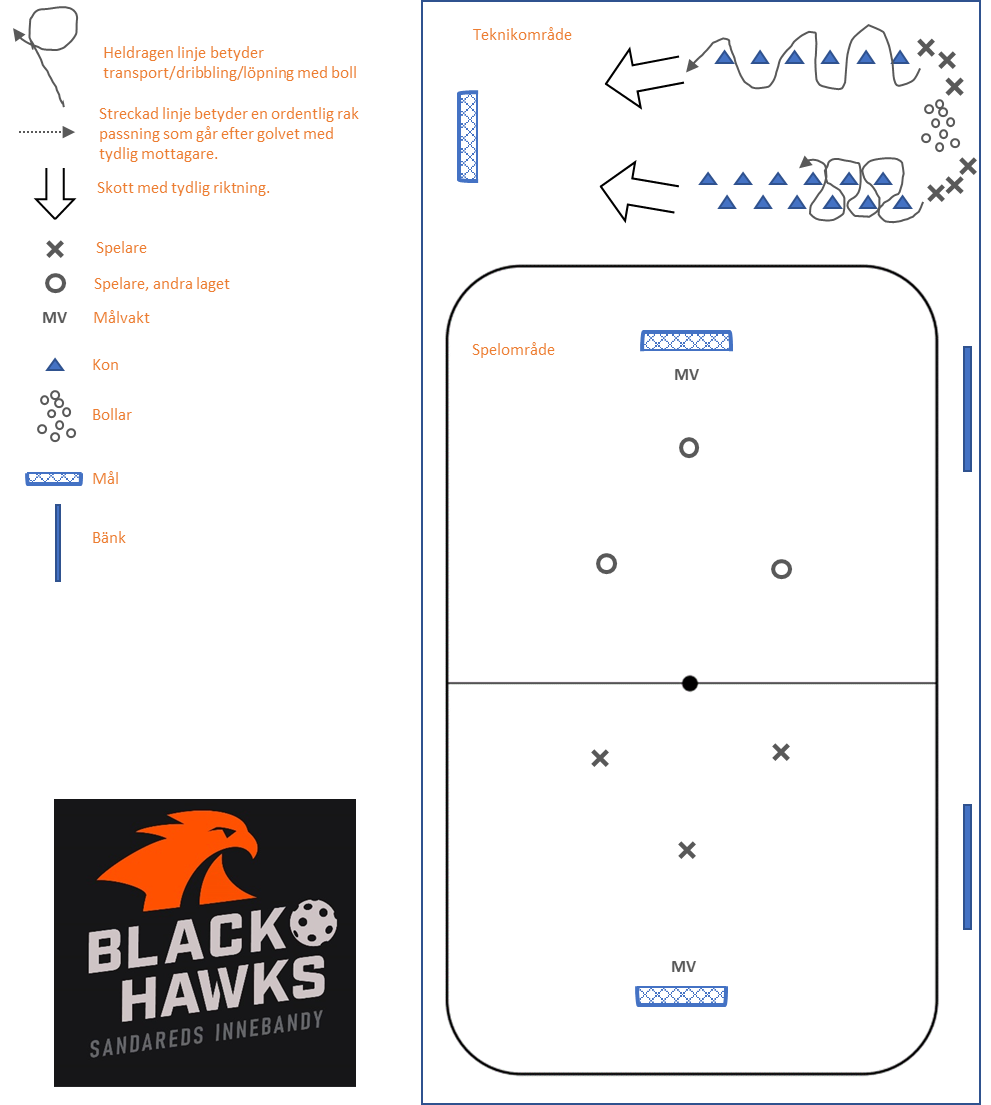 Heldragen linje betyder
transport/dribbling/löpning med boll
Streckad linje betyder en ordentlig rak
passning som går efter golvet med
tydlig mottagare.
Skott med tydlig riktning.
Spelare
Spelare, andra laget
MV Målvakt
Kon
Bollar
Mål
Bänk
BLACK
HAWKS
SANDAREDS INNEBANDY
Teknikområde
Spelområde
MV
MV